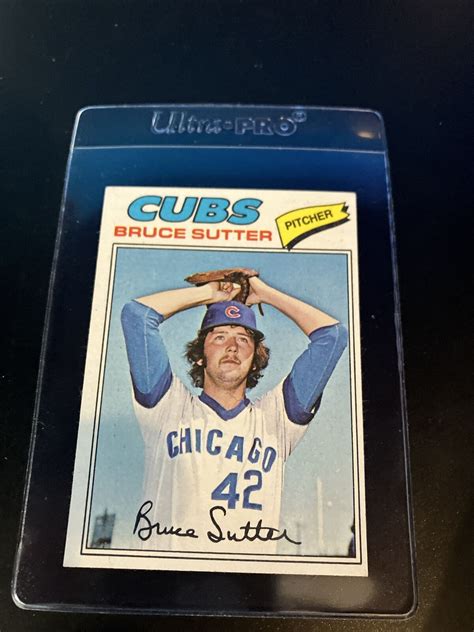 Ultra-PRO
CUBS
PITCHER
BRUCE SUTTER
C
CHICAGO
42
Bruce Sutter